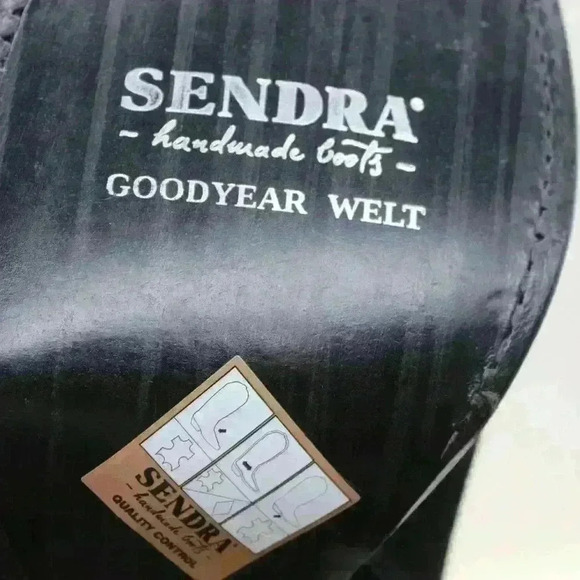 SENDRA
- handmade boots -
GOODYEAR WELT
SENDRA
- handmade boots -
QUALITY CONTROL